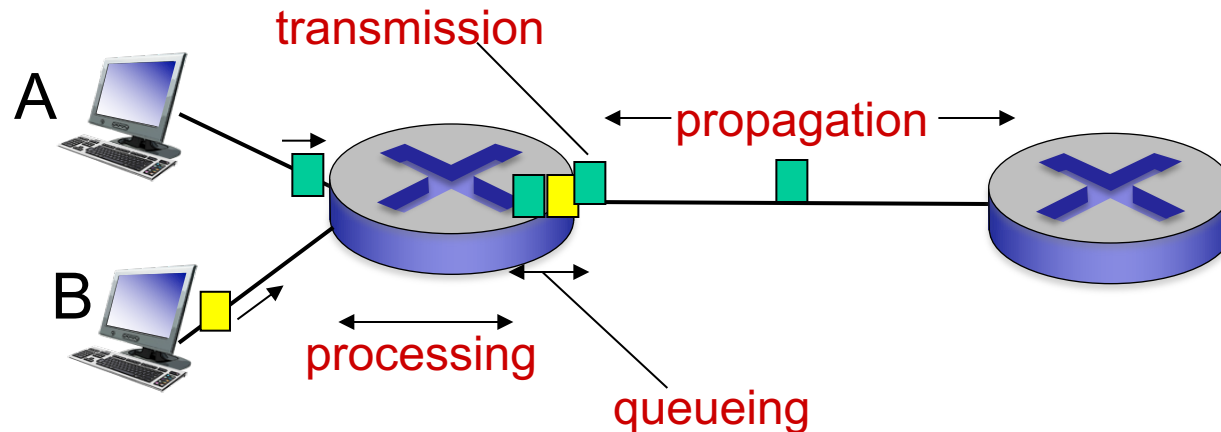 transmission
A
propagation
B
processing
queueing